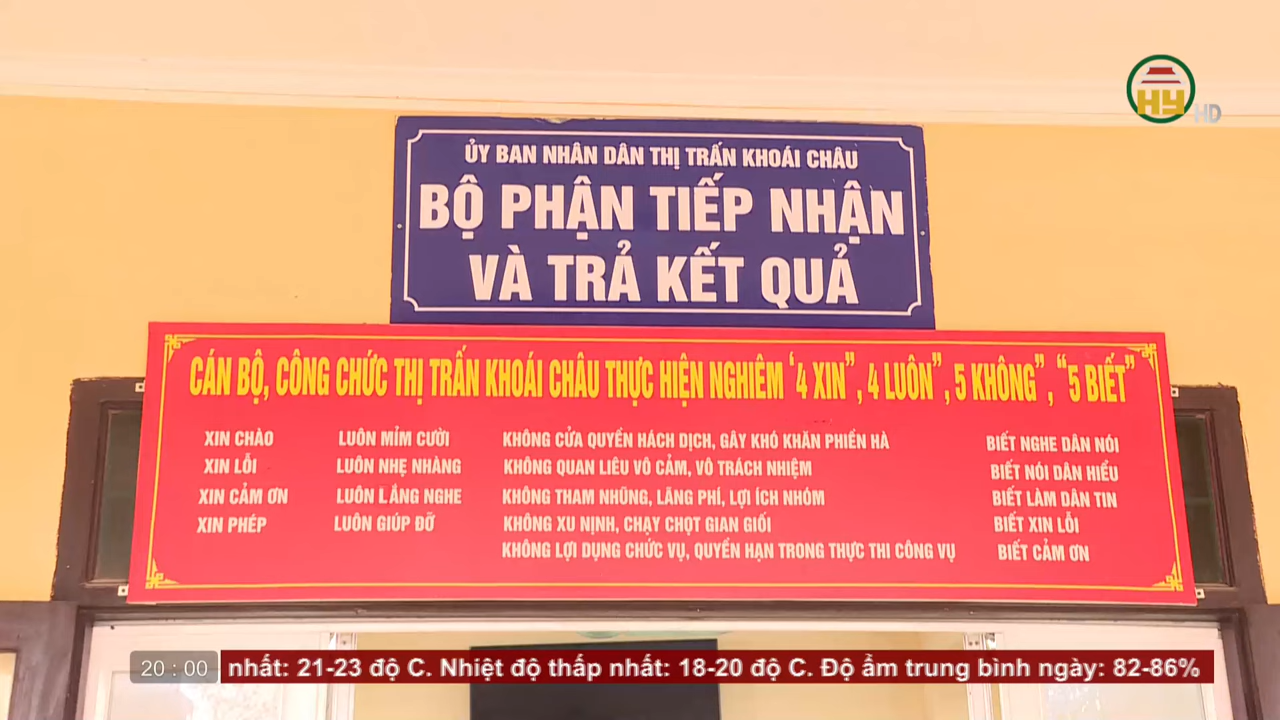 HY HD
ỦY BAN NHÂN DÂN THỊ TRẤN KHOÁI CHÂU
BỘ PHẬN TIẾP NHẬN
VÀ TRẢ KẾT QUẢ
CÁN BỘ, CÔNG CHỨC THỊ TRẤN KHOÁI CHÂU THỰC HIỆN NGHIÊM "4 XIN", 4 LUÔN", 5 KHÔNG", "5 BIẾT"
XIN CHÀO LUÔN MỈM CƯỜI KHÔNG CỬA QUYỀN HÁCH DỊCH, GÂY KHÓ KHĂN PHIỀN HÀ BIẾT NGHE DÂN NÓI
XIN LỖI LUÔN NHẸ NHÀNG KHÔNG QUAN LIÊU VÔ CẢM, VÔ TRÁCH NHIỆM BIẾT NÓI DÂN HIỂU
XIN CẢM ƠN LUÔN LẮNG NGHE KHÔNG THAM NHŨNG, LÃNG PHÍ, LỢI ÍCH NHÓM BIẾT LÀM DÂN TIN
XIN PHÉP LUÔN GIÚP ĐỠ KHÔNG XU NỊNH, CHẠY CHỌT GIAN GIỐI BIẾT XIN LỖI
KHÔNG LỢI DỤNG CHỨC VỤ, QUYỀN HẠN TRONG THỰC THI CÔNG VỤ BIẾT CẢM ƠN
20 : 00 nhất: 21-23 độ C. Nhiệt độ thấp nhất: 18-20 độ C. Độ ẩm trung bình ngày: 82-86%